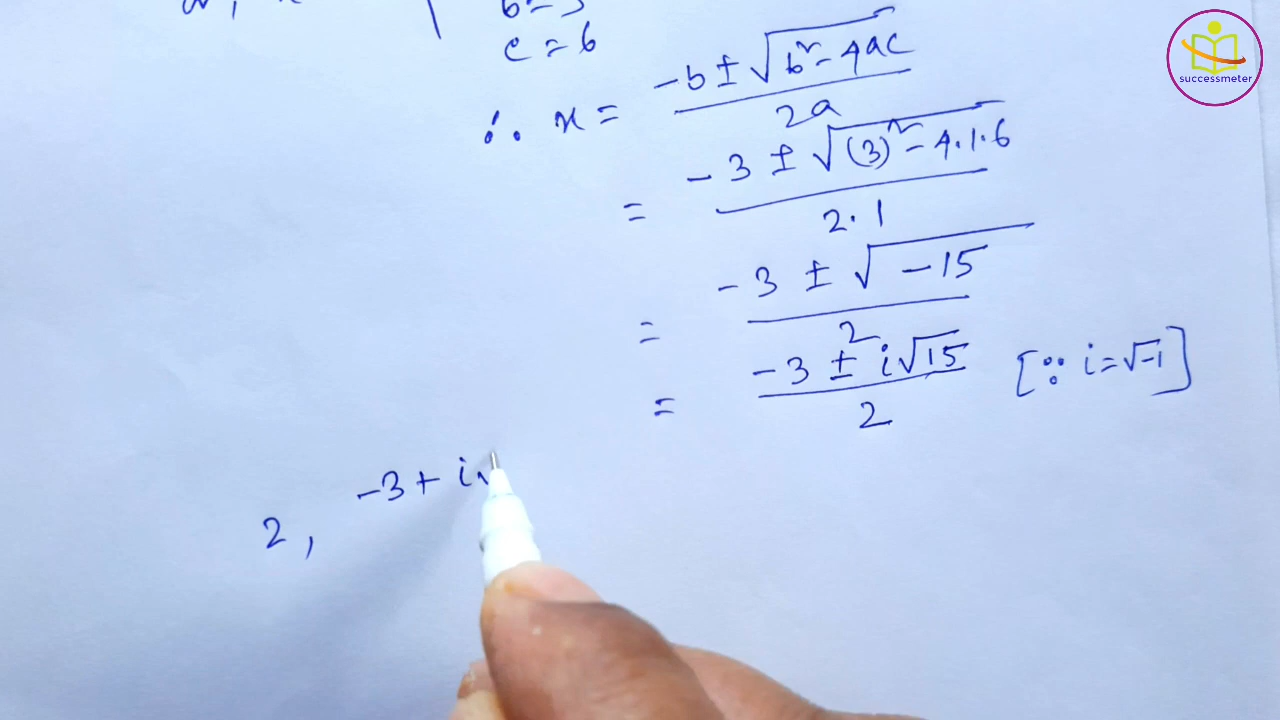 b = 3
c = 6
∴ x = (-b ± √(b² - 4ac)) / 2a
= (-3 ± √((3)² - 4.1.6)) / 2.1
= (-3 ± √(-15)) / 2
= (-3 ± i√15) / 2 [∵ i = √-1]
2, -3 + i√
successmeter